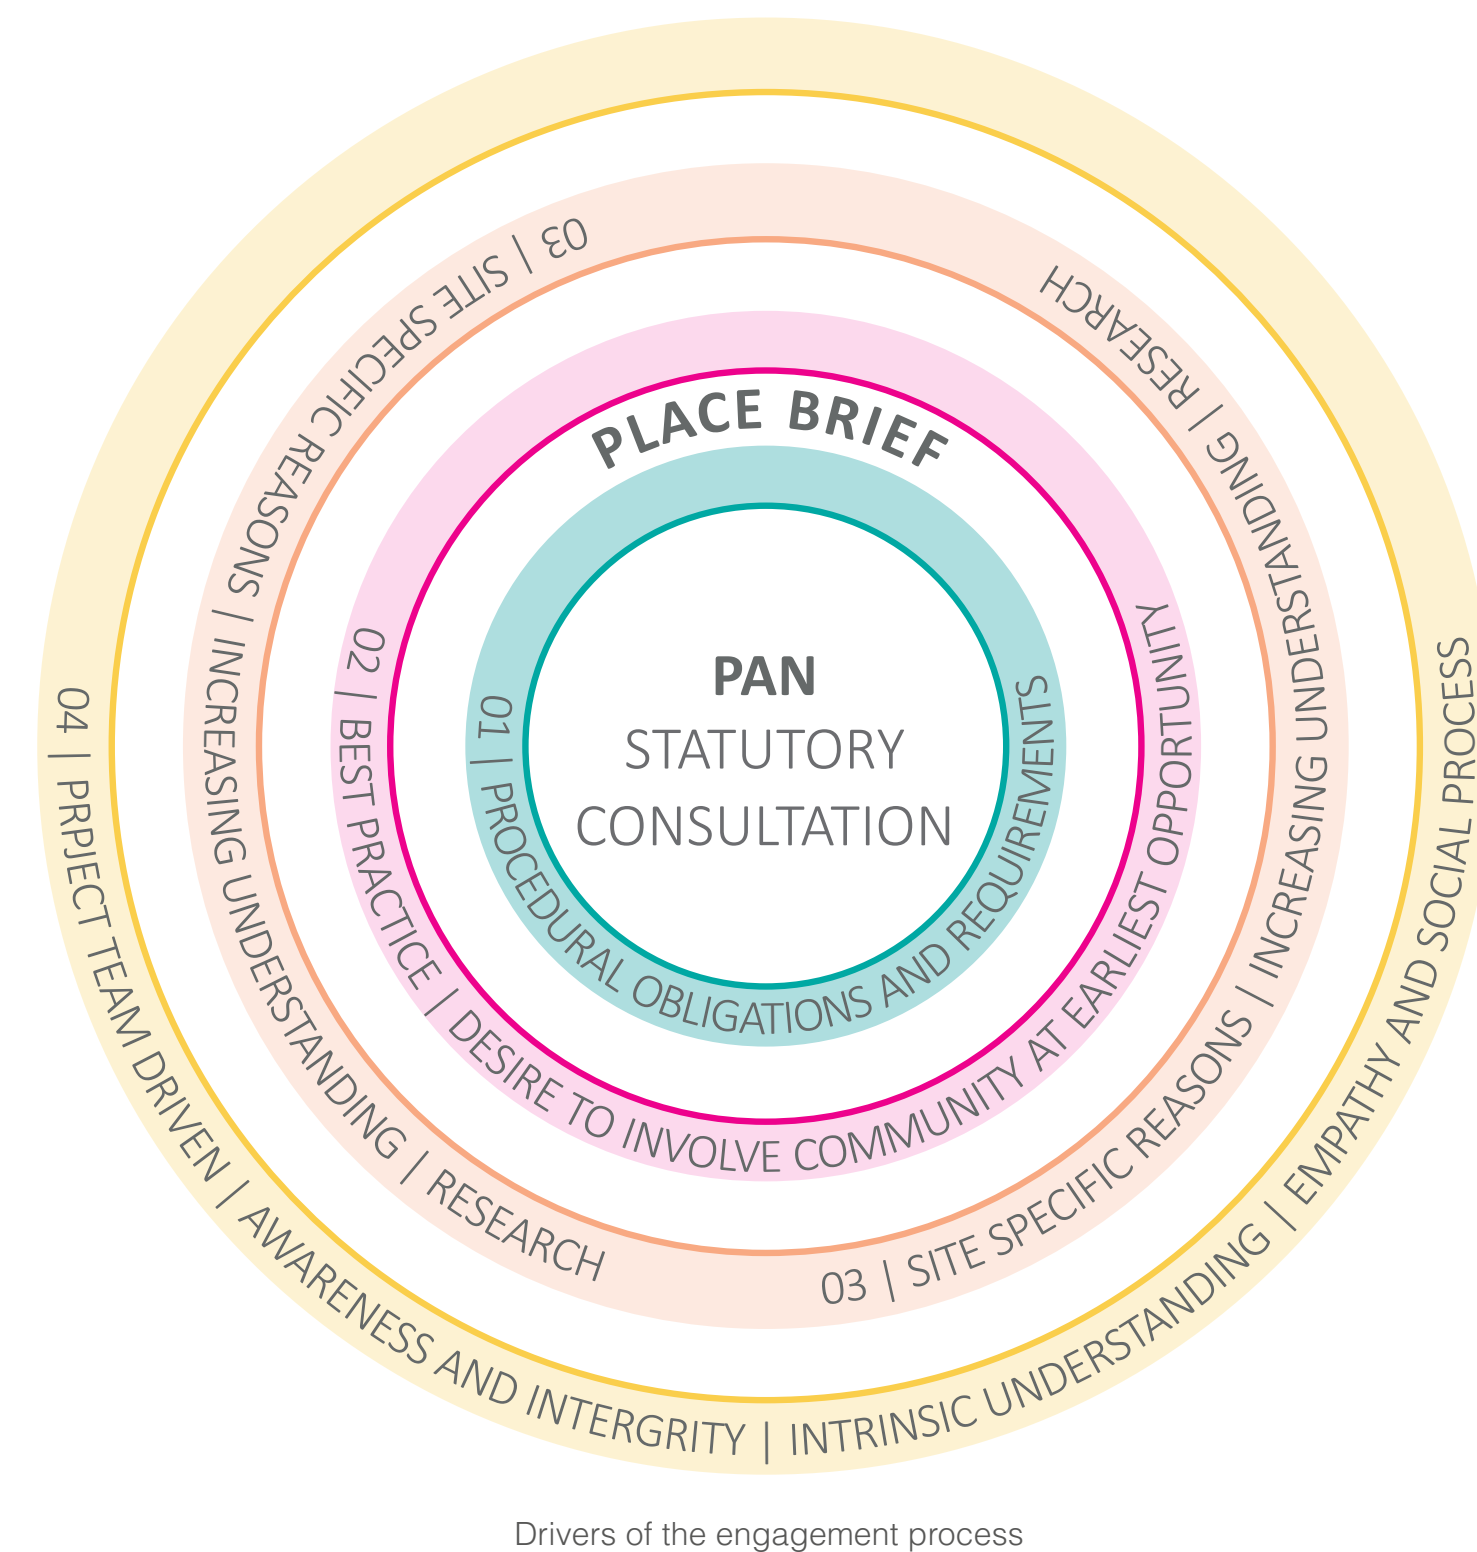 PAN
STATUTORY
CONSULTATION
01 | PROCEDURAL OBLIGATIONS AND REQUIREMENTS
PLACE BRIEF
02 | BEST PRACTICE | DESIRE TO INVOLVE COMMUNITY AT EARLIEST OPPORTUNITY
03 | SITE SPECIFIC REASONS | INCREASING UNDERSTANDING | RESEARCH
03 | SITE SPECIFIC REASONS | INCREASING UNDERSTANDING | RESEARCH
04 | PRPJECT TEAM DRIVEN | AWARENESS AND INTERGRITY | INTRINSIC UNDERSTANDING | EMPATHY AND SOCIAL PROCESS
Drivers of the engagement process